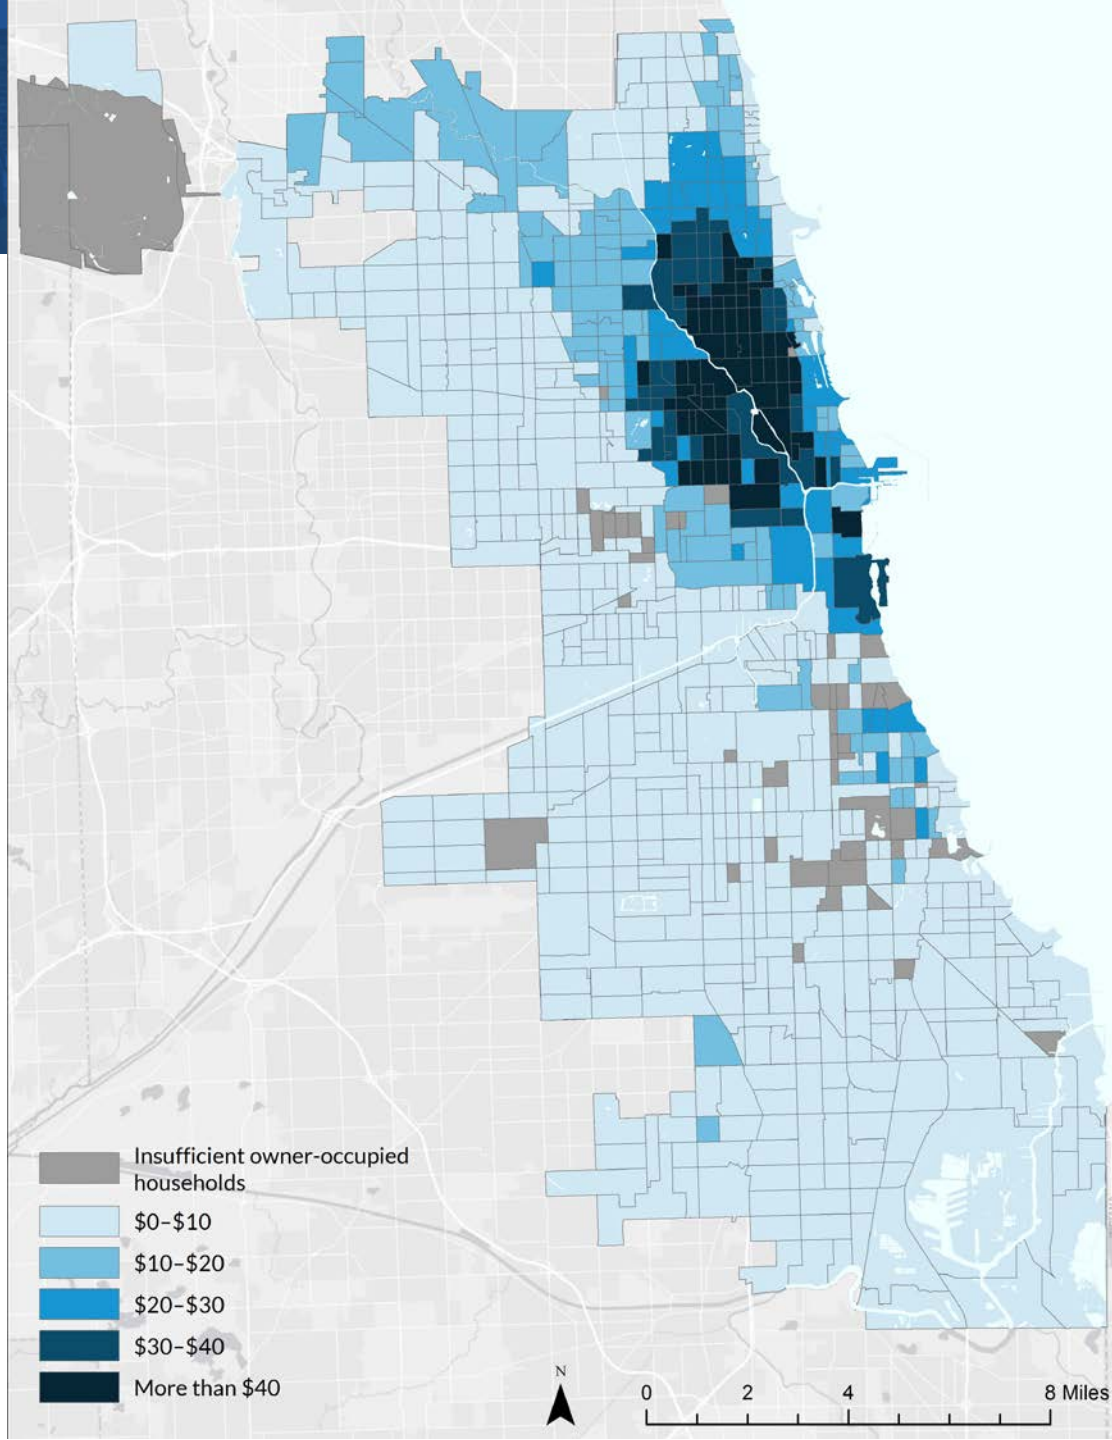 Insufficient owner-occupied
households
$0–$10
$10–$20
$20–$30
$30–$40
More than $40
N
0 2 4 8 Miles